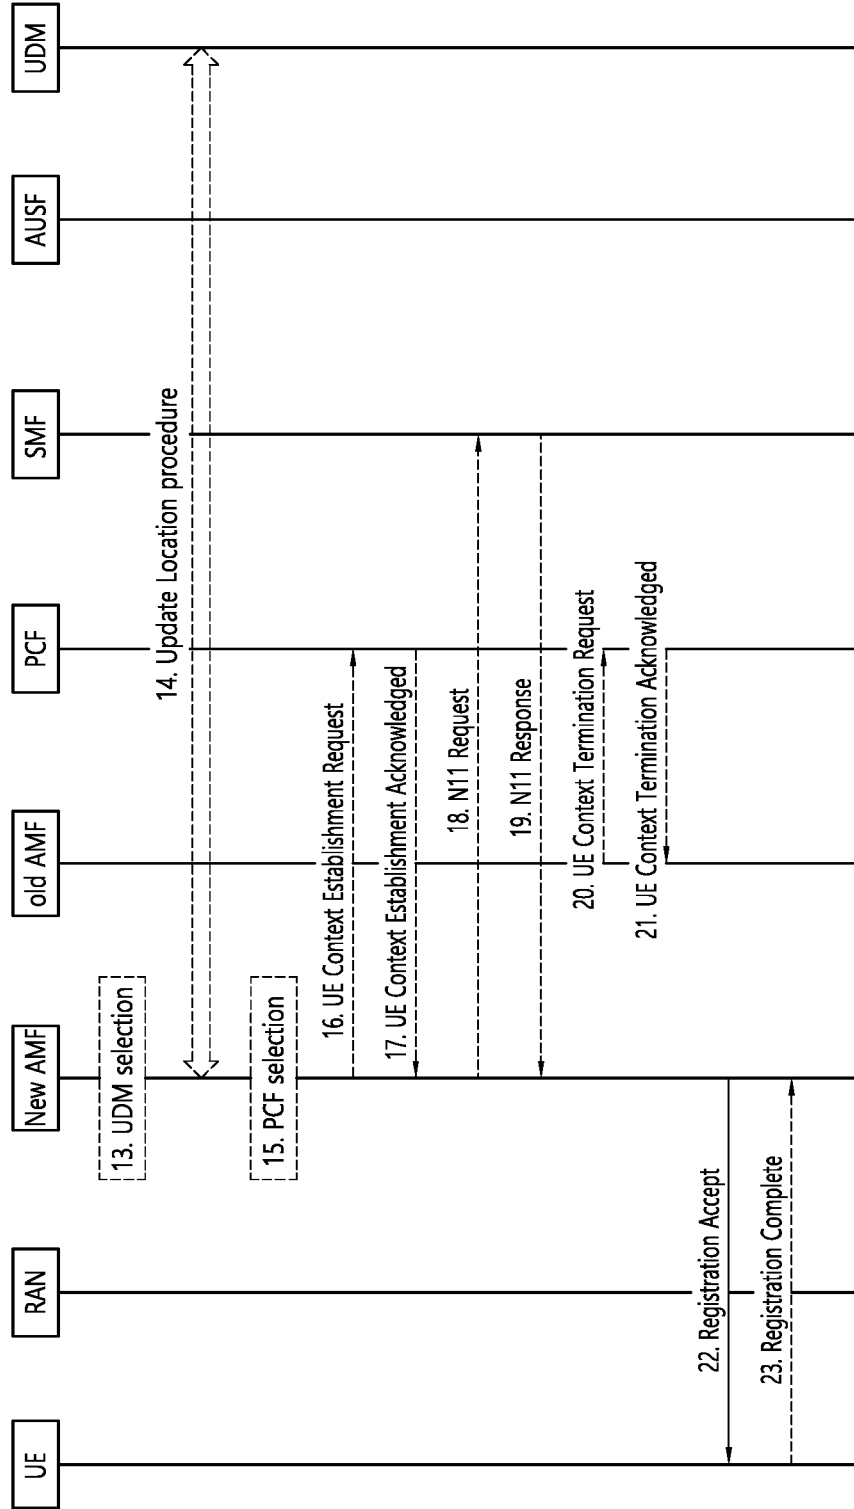 UE
RAN
New AMF
old AMF
PCF
SMF
AUSF
UDM
13. UDM selection
14. Update Location procedure
15. PCF selection
16. UE Context Establishment Request
17. UE Context Establishment Acknowledged
18. N11 Request
19. N11 Response
20. UE Context Termination Request
21. UE Context Termination Acknowledged
22. Registration Accept
23. Registration Complete